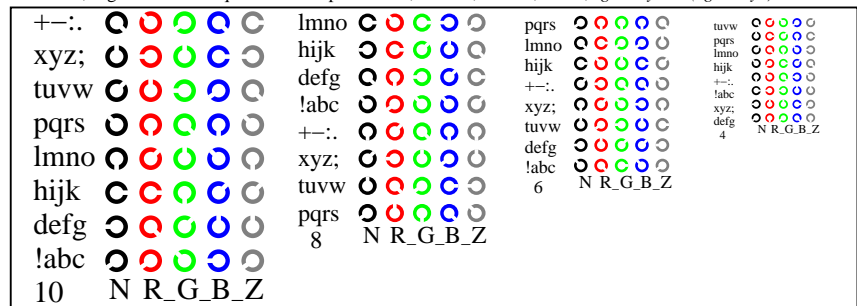 +−:.
xyz;
tuvw
pqrs
lmno
hijk
defg
!abc
10 N R_G_B_Z
lmno
hijk
defg
!abc
+−:.
xyz;
tuvw
pqrs
8 N R_G_B_Z
pqrs
lmno
hijk
+−:.
xyz;
tuvw
defg
!abc
6 N R_G_B_Z
tuvw
pqrs
lmno
hijk
+−:.
!abc
xyz;
defg
4 N R_G_B_Z